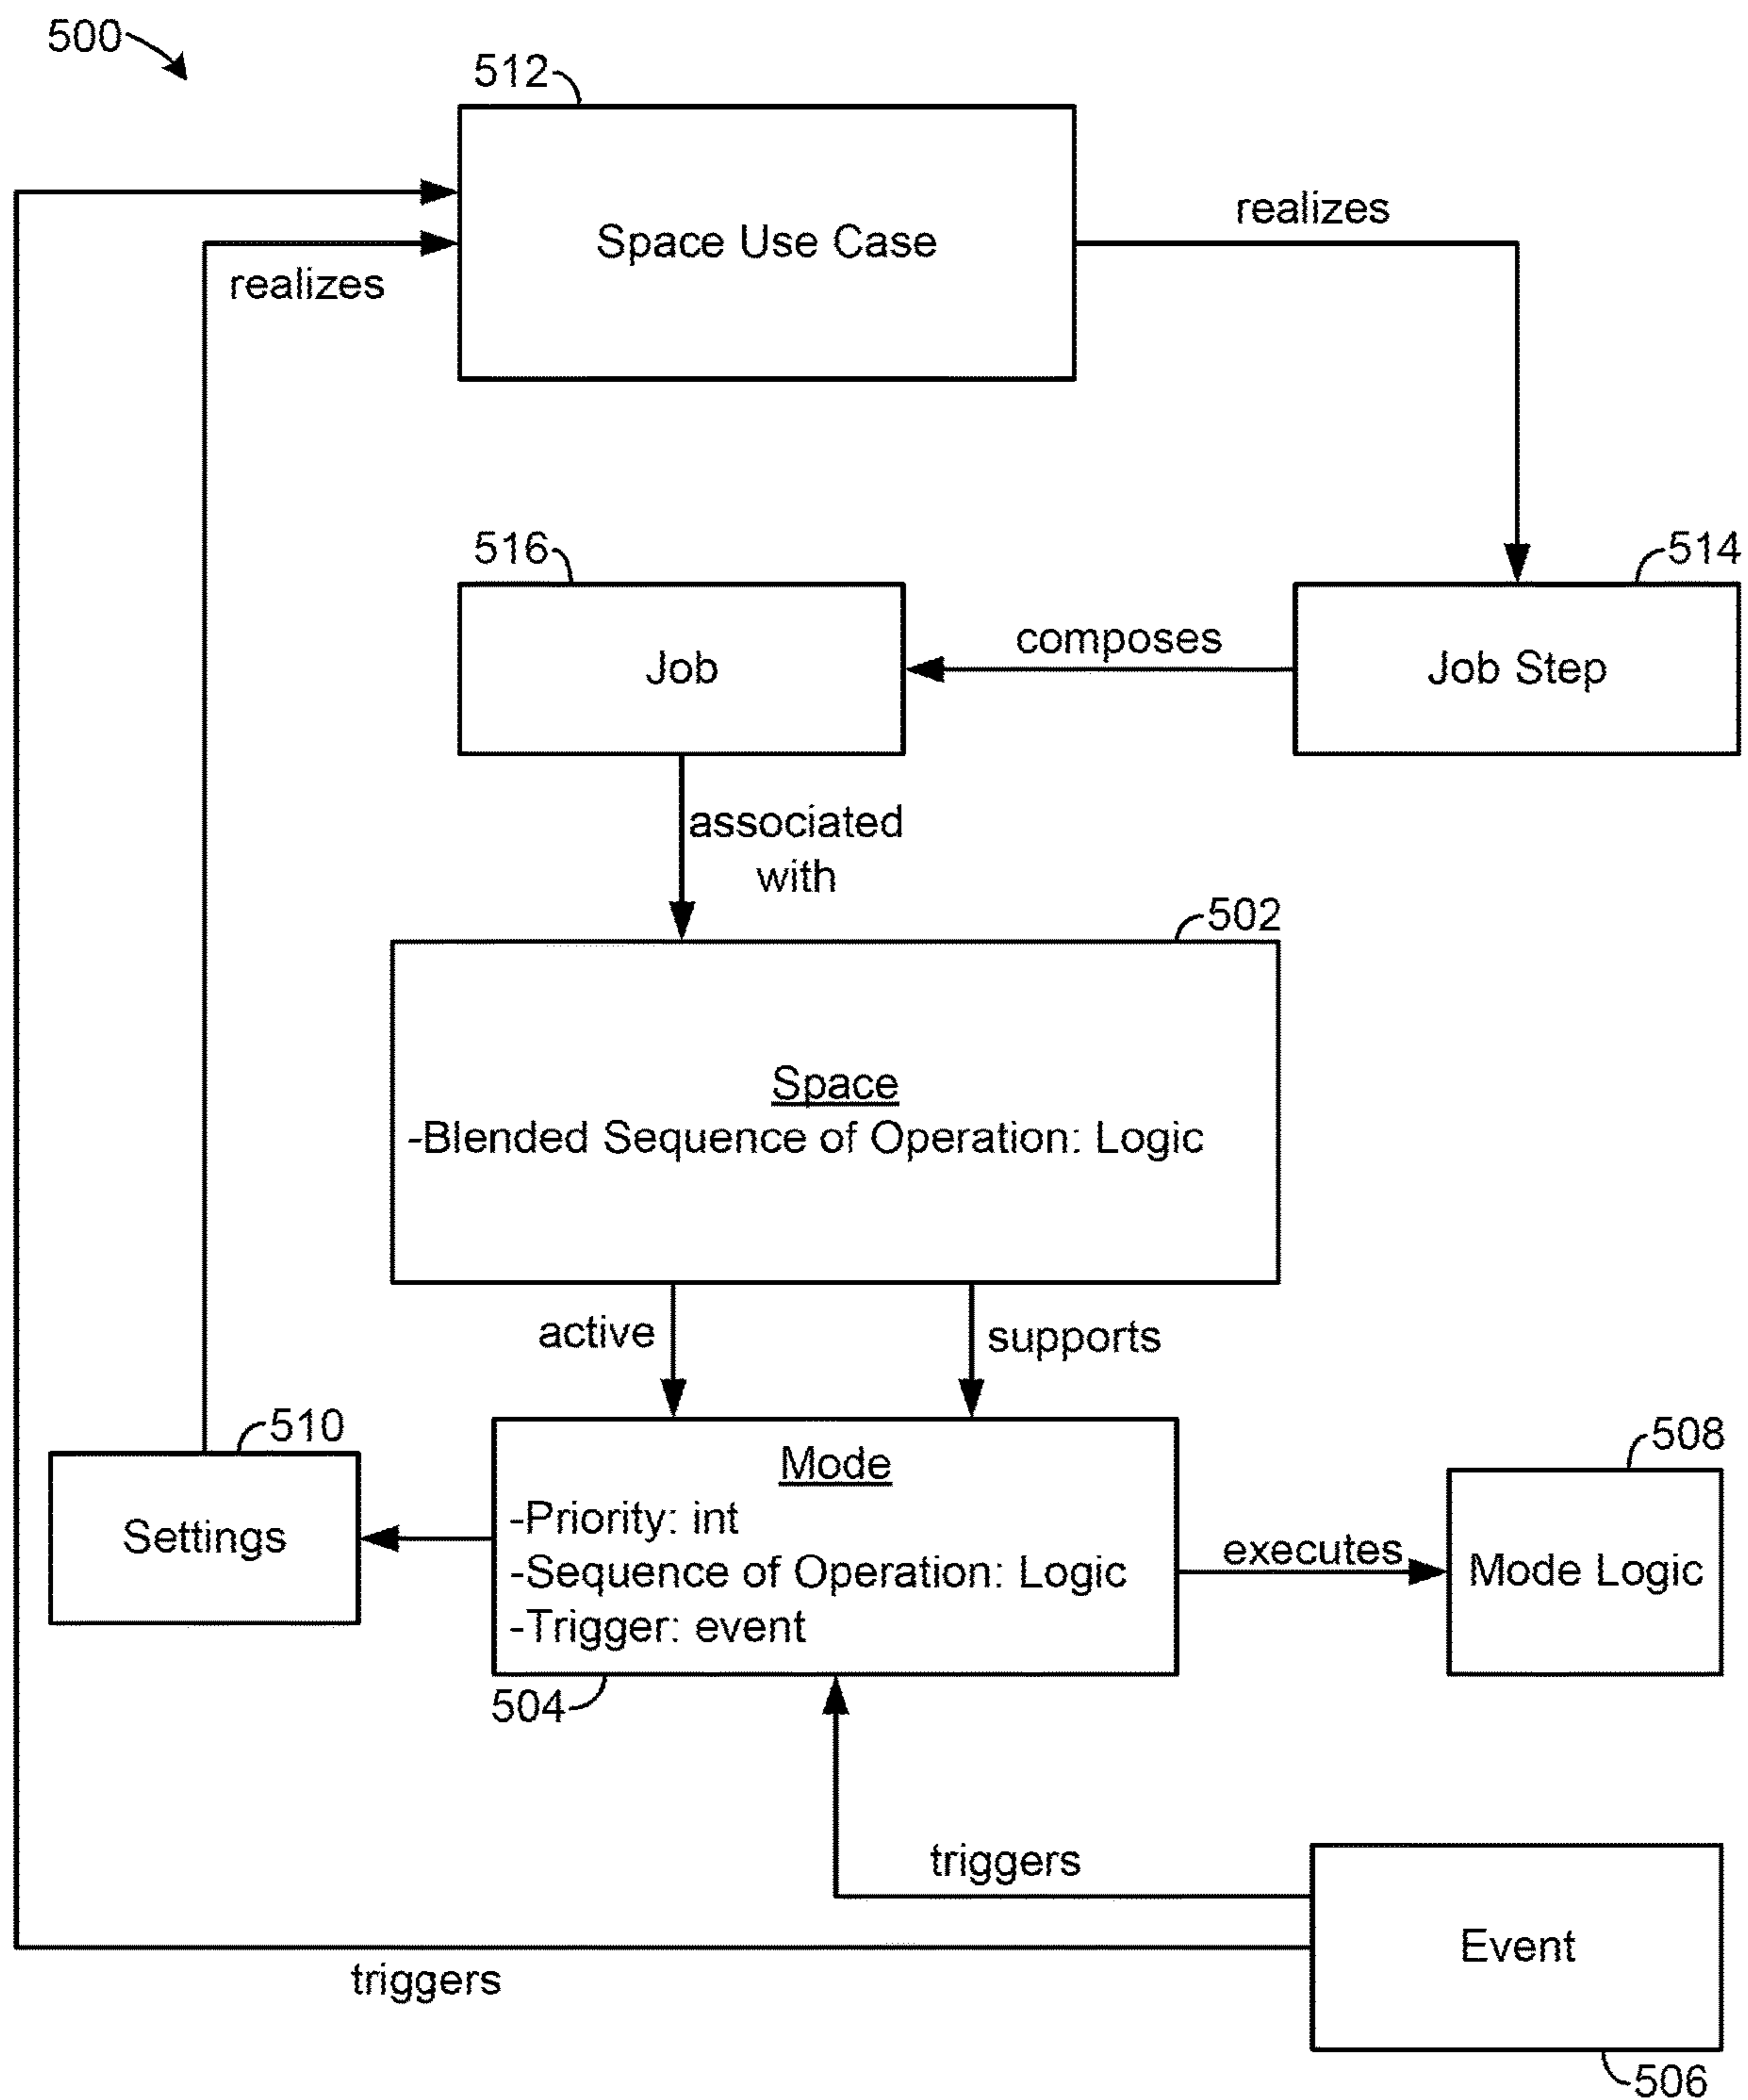 500
512
Space Use Case
realizes
realizes
516
514
Job
composes
Job Step
associated
with
502
Space
-Blended Sequence of Operation: Logic
active
supports
510
508
Settings
Mode
-Priority: int
-Sequence of Operation: Logic
-Trigger: event
executes
Mode Logic
504
triggers
Event
triggers
506